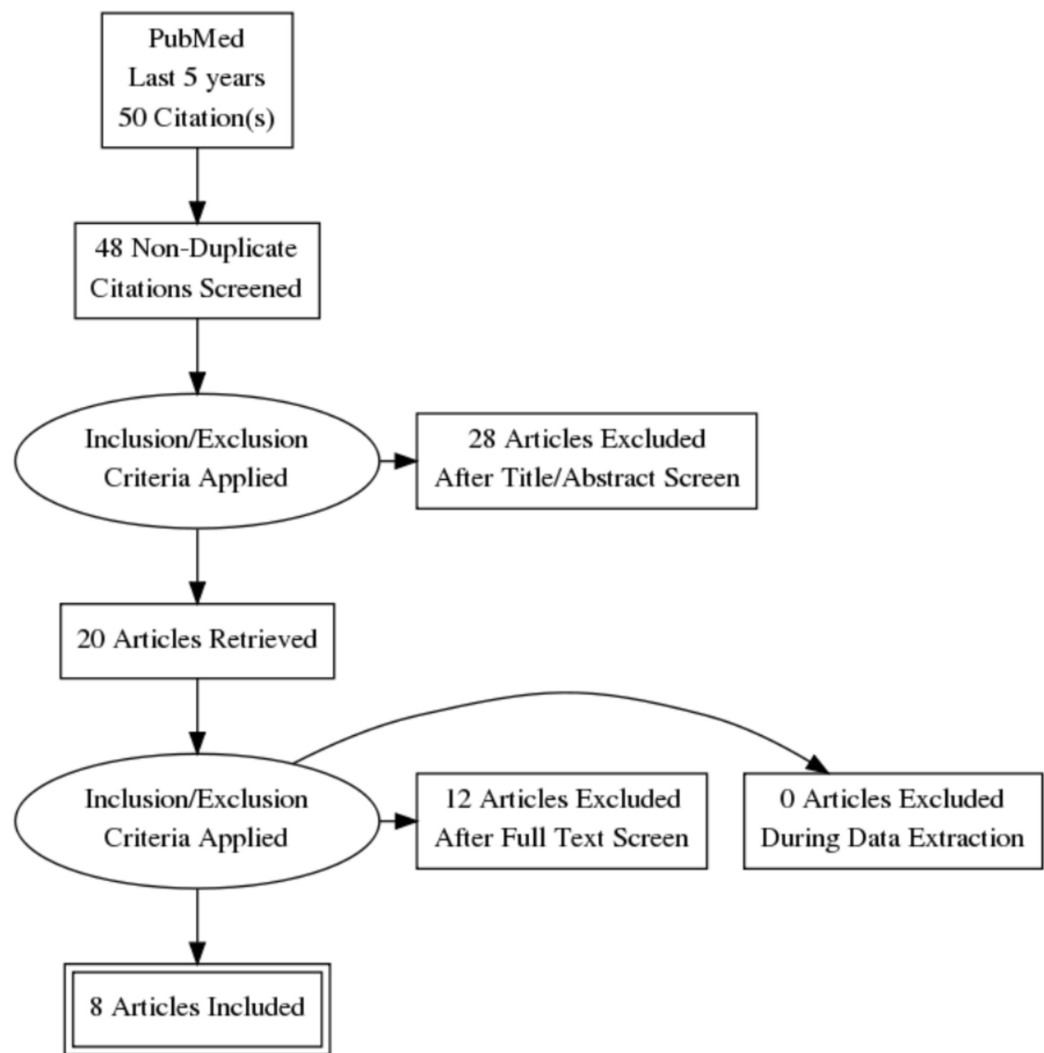 PubMed
Last 5 years
50 Citation(s)
48 Non-Duplicate
Citations Screened
Inclusion/Exclusion
Criteria Applied
28 Articles Excluded
After Title/Abstract Screen
20 Articles Retrieved
Inclusion/Exclusion
Criteria Applied
12 Articles Excluded
After Full Text Screen
0 Articles Excluded
During Data Extraction
8 Articles Included